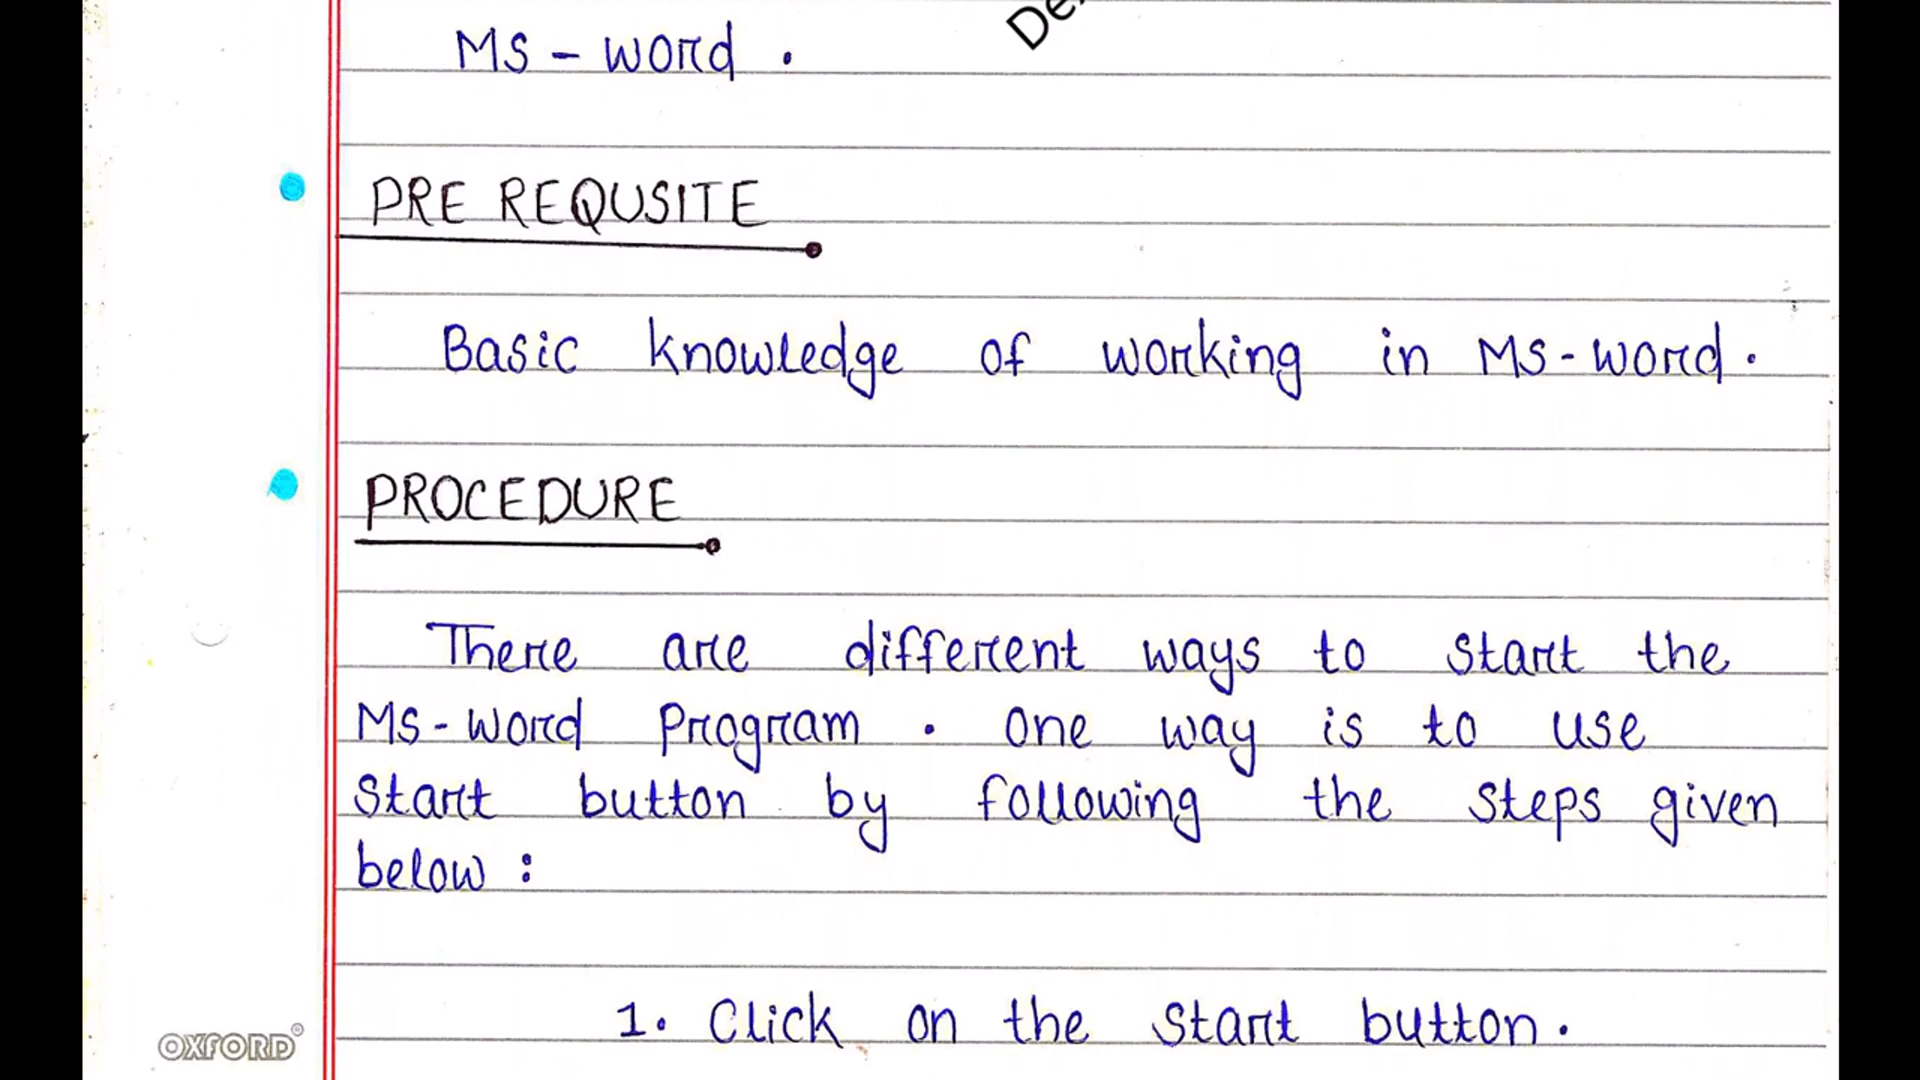 MS - word .
PRE REQUSITE
Basic knowledge of working in MS - word .
PROCEDURE
There are different ways to start the
MS - word program . one way is to use
start button by following the steps given
below :
1. Click on the start button .
OXFORD®